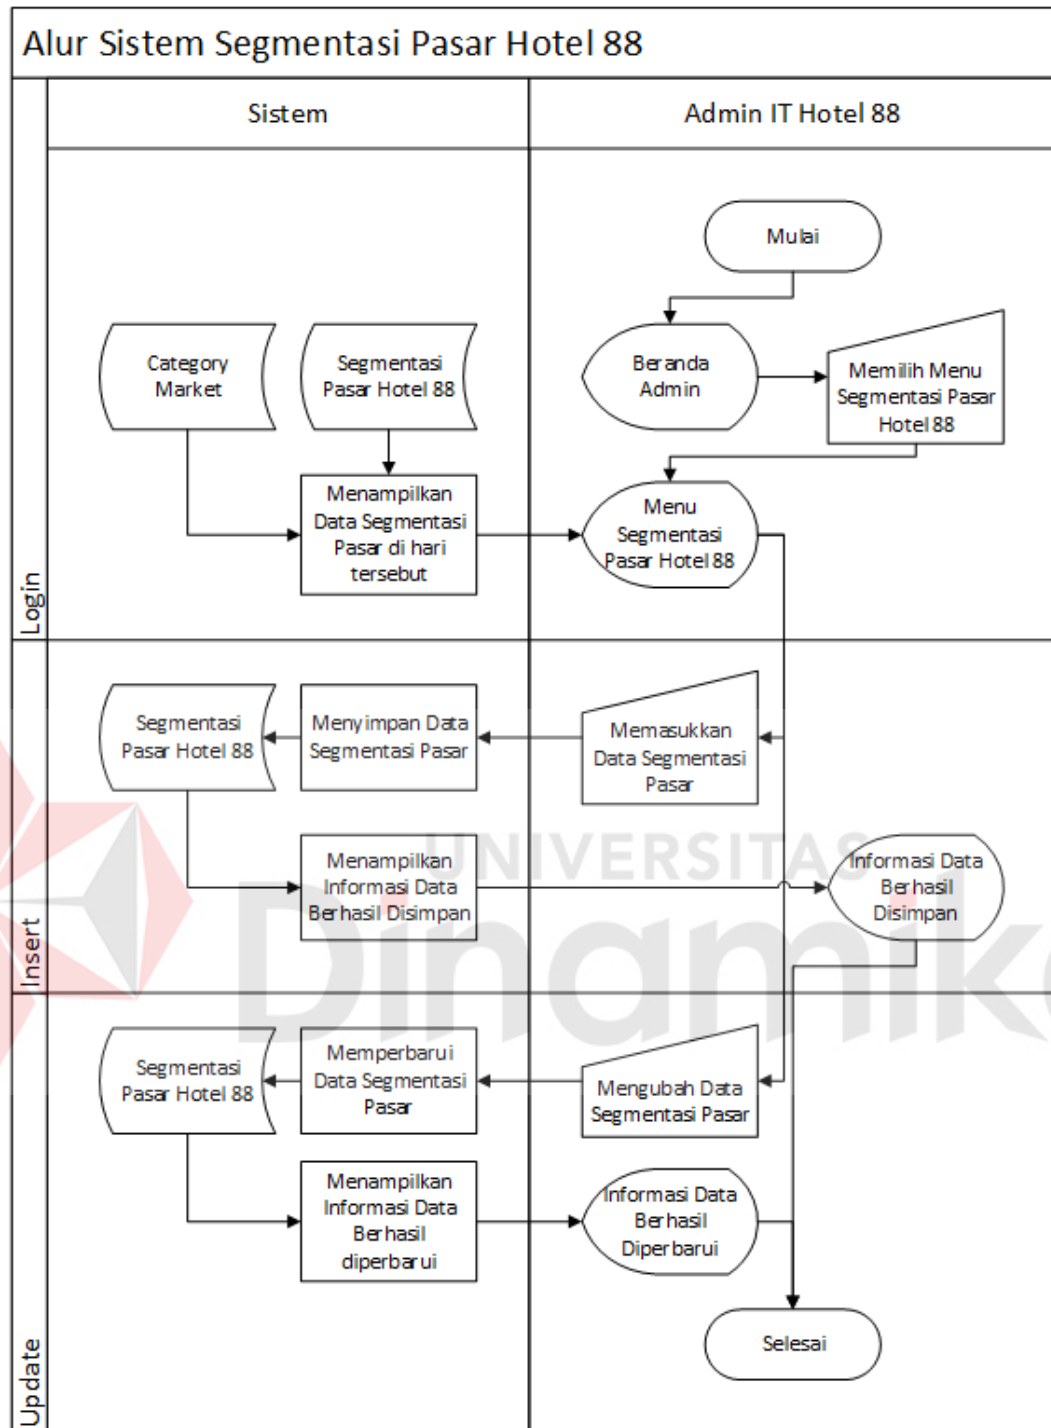 Alur Sistem Segmentasi Pasar Hotel 88
Sistem
Admin IT Hotel 88
Login
Mulai
Category
Market
Segmentasi
Pasar Hotel 88
Beranda
Admin
Memilih Menu
Segmentasi Pasar
Hotel 88
Menampilkan
Data Segmentasi
Pasar di hari
tersebut
Menu
Segmentasi
Pasar Hotel 88
Insert
Segmentasi
Pasar Hotel 88
Menyimpan Data
Segmentasi Pasar
Memasukkan
Data Segmentasi
Pasar
Menampilkan
Informasi Data
Berhasil Disimpan
Informasi Data
Berhasil
Disimpan
UNIVERSITAS
Dinamika
Update
Segmentasi
Pasar Hotel 88
Memperbarui
Data Segmentasi
Pasar
Mengubah Data
Segmentasi Pasar
Menampilkan
Informasi Data
Berhasil
diperbarui
Informasi Data
Berhasil
Diperbarui
Selesai